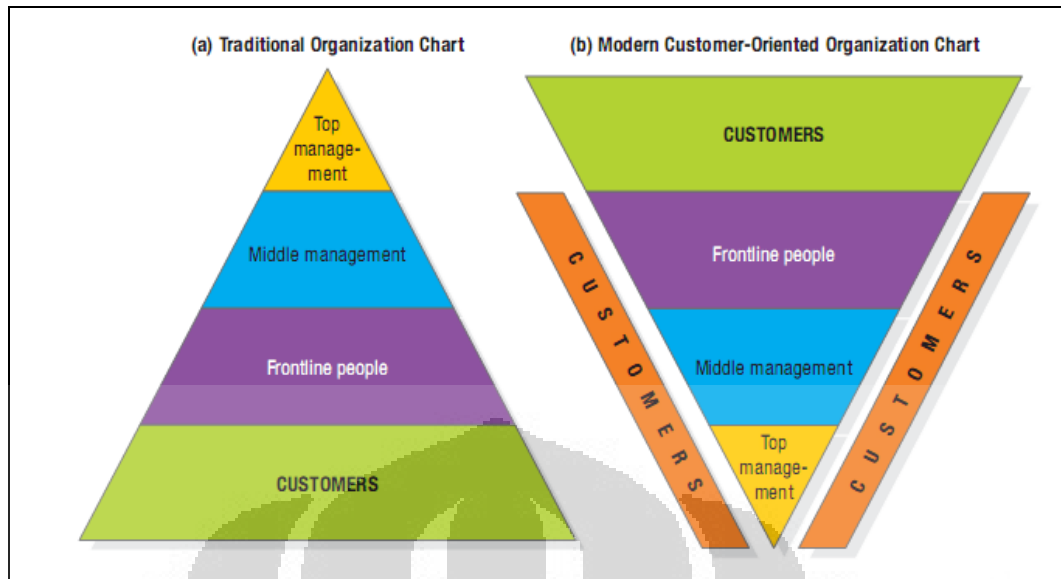 (a) Traditional Organization Chart
Top
manage-
ment
Middle management
Frontline people
CUSTOMERS
(b) Modern Customer-Oriented Organization Chart
CUSTOMERS
Frontline people
Middle management
Top
manage-
ment
CUSTOMERS
CUSTOMERS